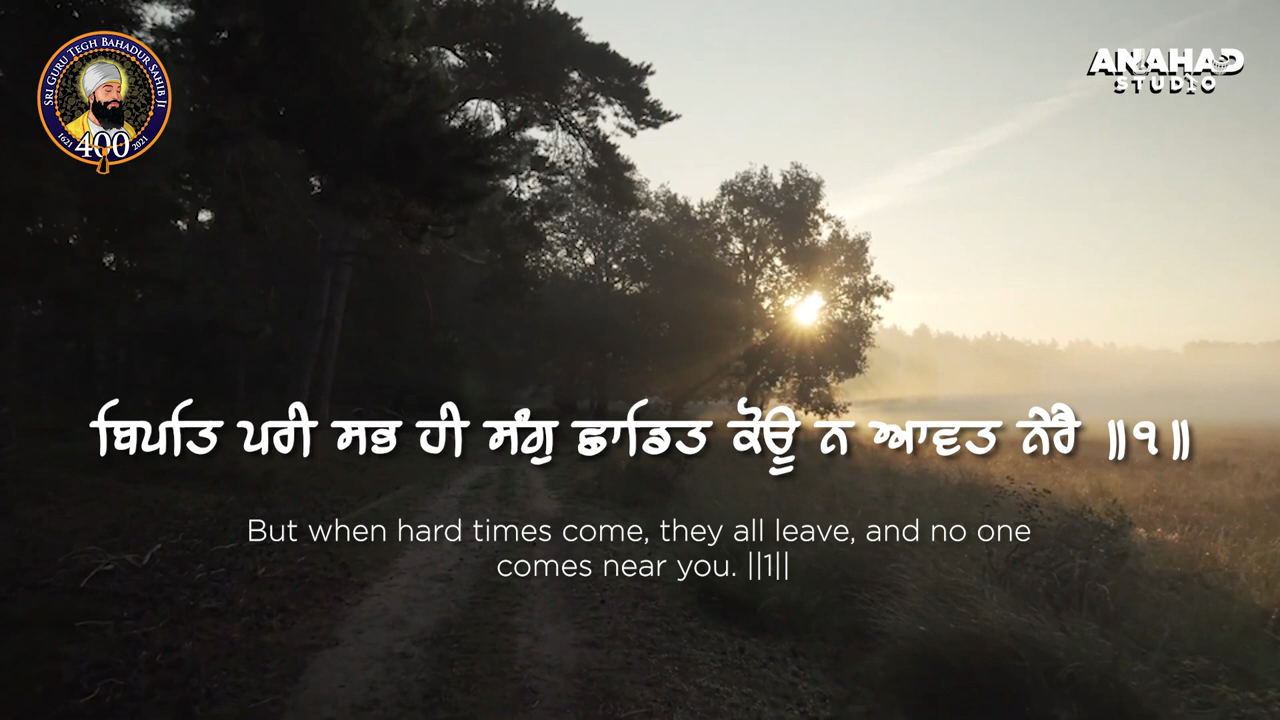 SRI GURU TEGH BAHADUR SAHIB JI
1621 400 2021
ANAHAD
STUDIO
ਬਿਪਤਿ ਪਰੀ ਸਭ ਹੀ ਸੰਗੁ ਛਾਡਿਤ ਕੋਊ ਨ ਆਵਤ ਨੇਰੈ ॥੧॥
But when hard times come, they all leave, and no one
comes near you. ||1||